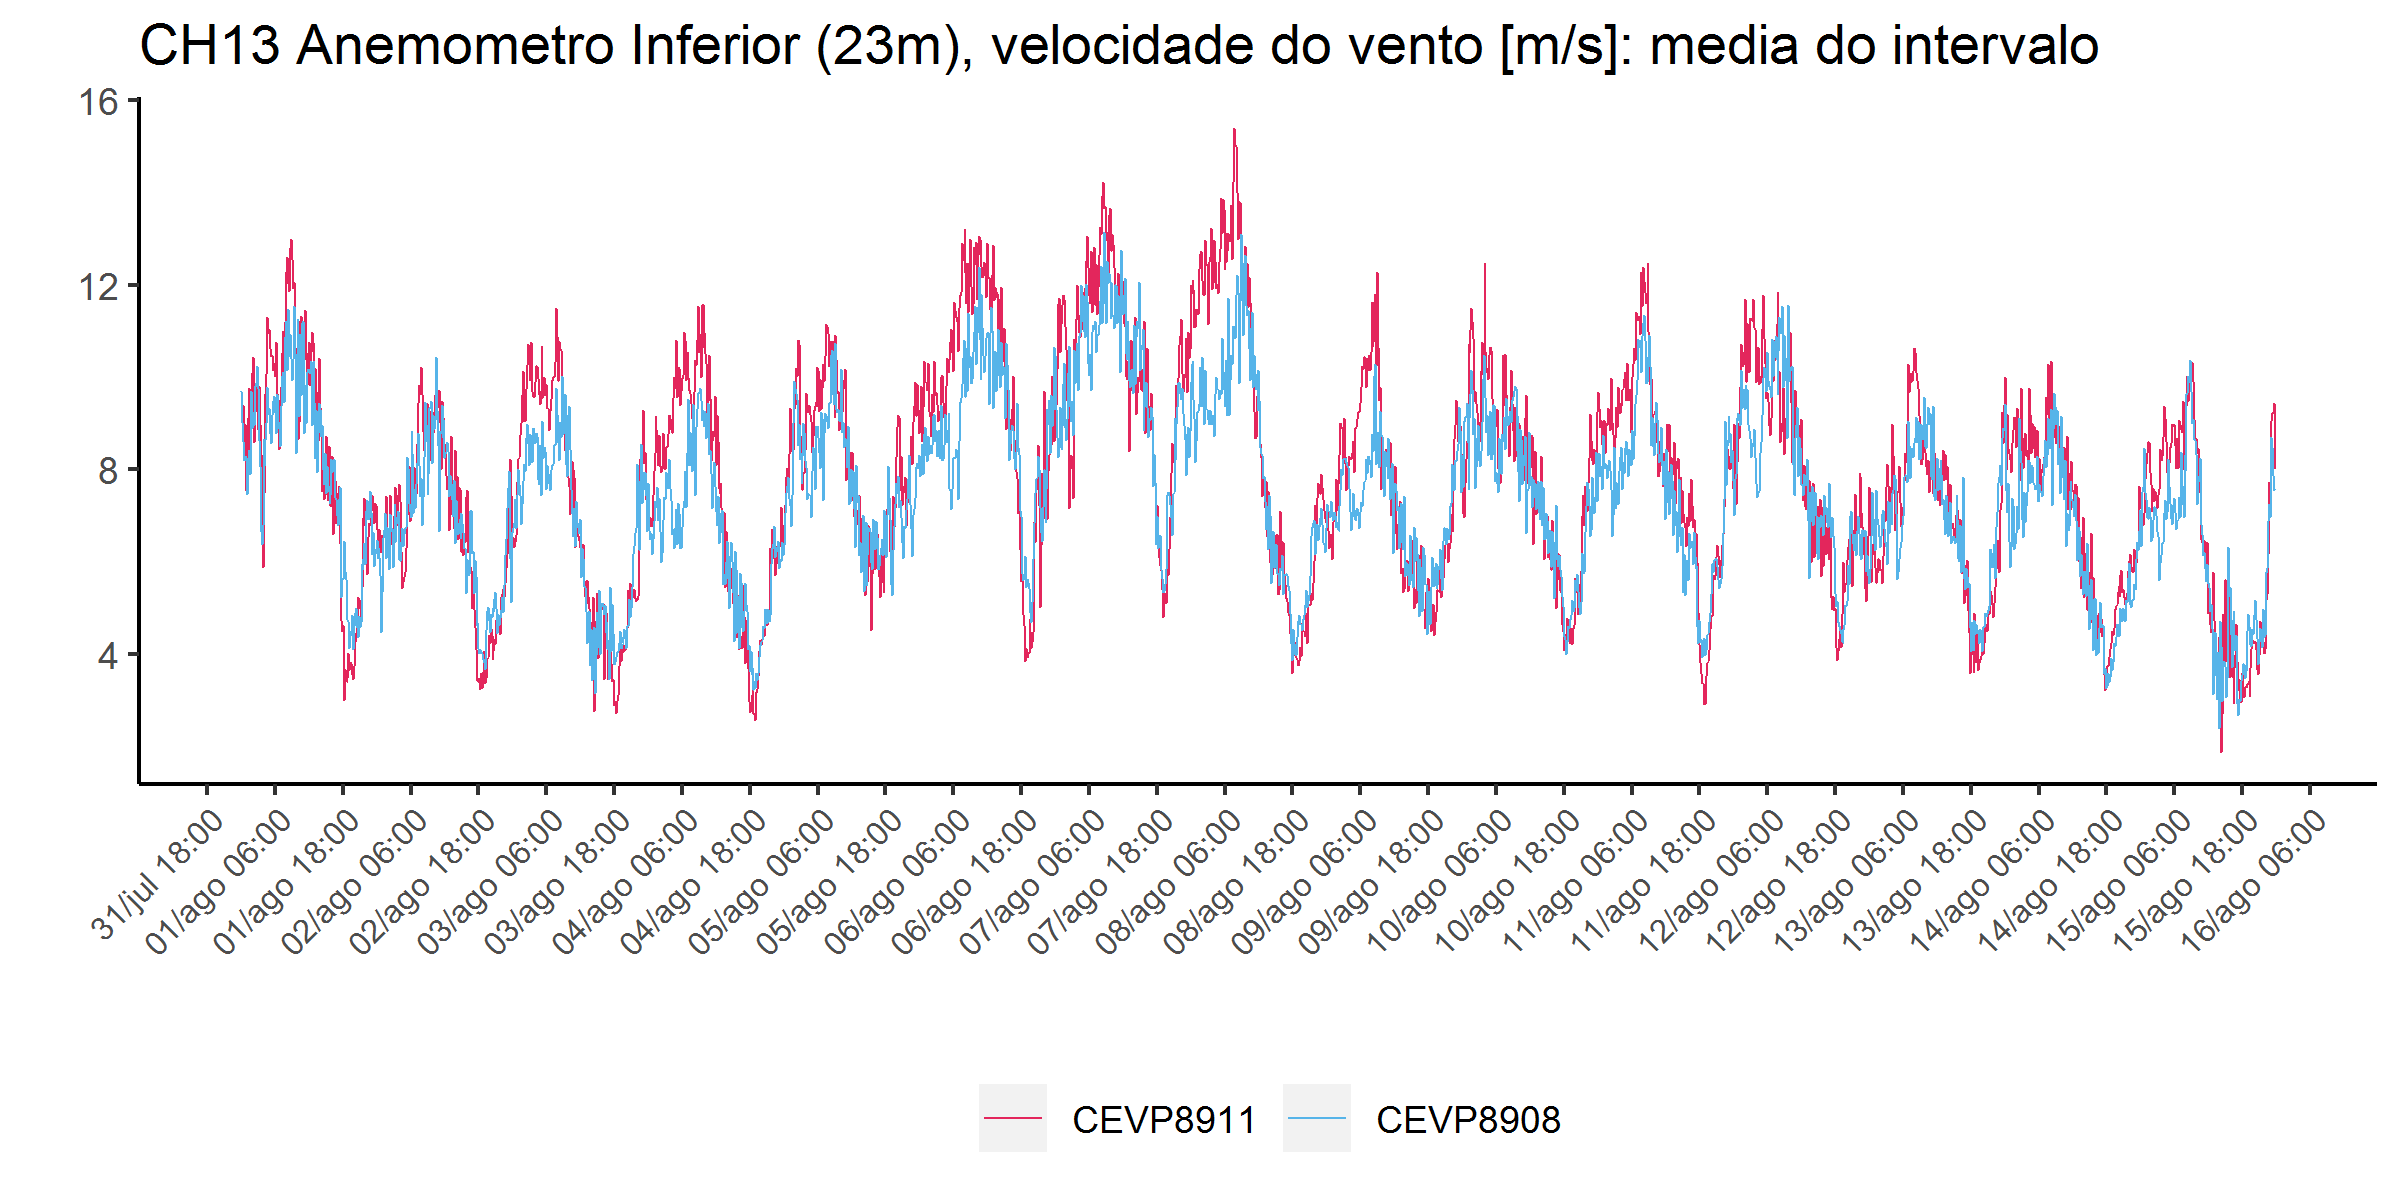 CH13 Anemometro Inferior (23m), velocidade do vento [m/s]: media do intervalo
16
12
8
4
31/jul 18:00
01/ago 06:00
01/ago 18:00
02/ago 06:00
02/ago 18:00
03/ago 06:00
03/ago 18:00
04/ago 06:00
04/ago 18:00
05/ago 06:00
05/ago 18:00
06/ago 06:00
06/ago 18:00
07/ago 06:00
07/ago 18:00
08/ago 06:00
08/ago 18:00
09/ago 06:00
09/ago 18:00
10/ago 06:00
10/ago 18:00
11/ago 06:00
11/ago 18:00
12/ago 06:00
12/ago 18:00
13/ago 06:00
13/ago 18:00
14/ago 06:00
14/ago 18:00
15/ago 06:00
15/ago 18:00
16/ago 06:00
CEVP8911
CEVP8908